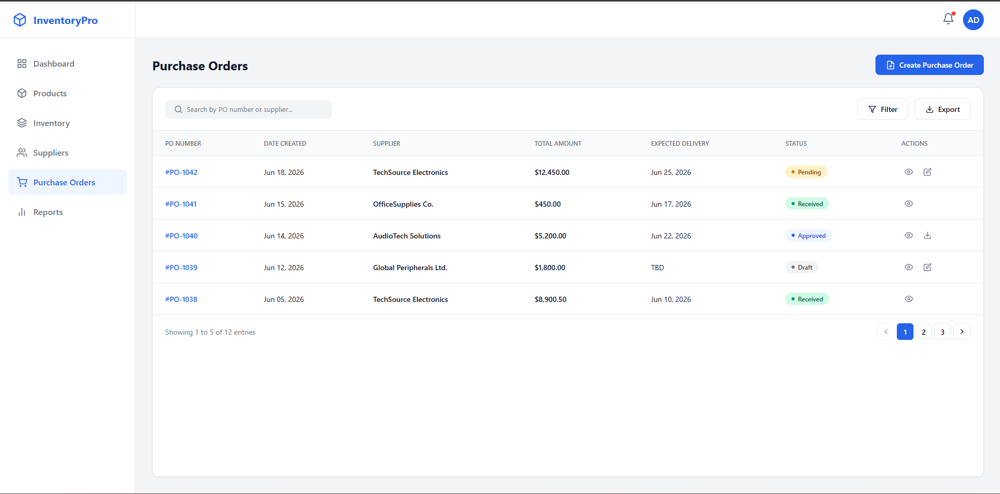 InventoryPro
AD
Dashboard
Products
Inventory
Suppliers
Purchase Orders
Reports
Purchase Orders
Create Purchase Order
Search by PO number or supplier...
Filter
Export
PO NUMBER DATE CREATED SUPPLIER TOTAL AMOUNT EXPECTED DELIVERY STATUS ACTIONS
#PO-1042 Jun 18, 2026 TechSource Electronics $12,450.00 Jun 25, 2026 Pending
#PO-1041 Jun 15, 2026 OfficeSupplies Co. $450.00 Jun 17, 2026 Received
#PO-1040 Jun 14, 2026 AudioTech Solutions $5,200.00 Jun 22, 2026 Approved
#PO-1039 Jun 12, 2026 Global Peripherals Ltd. $1,800.00 TBD Draft
#PO-1038 Jun 05, 2026 TechSource Electronics $8,900.50 Jun 10, 2026 Received
Showing 1 to 5 of 12 entries
1 2 3